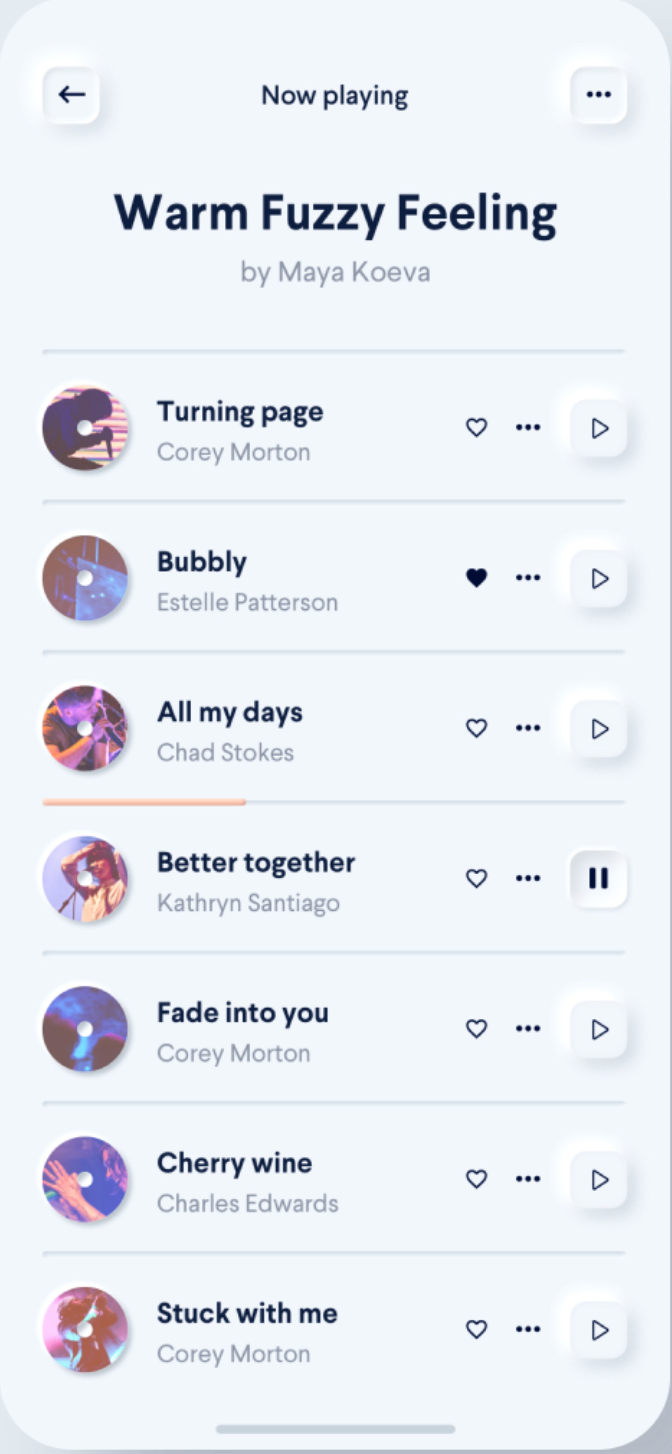 Now playing
Warm Fuzzy Feeling
by Maya Koeva
Turning page
Corey Morton
Bubbly
Estelle Patterson
All my days
Chad Stokes
Better together
Kathryn Santiago
Fade into you
Corey Morton
Cherry wine
Charles Edwards
Stuck with me
Corey Morton